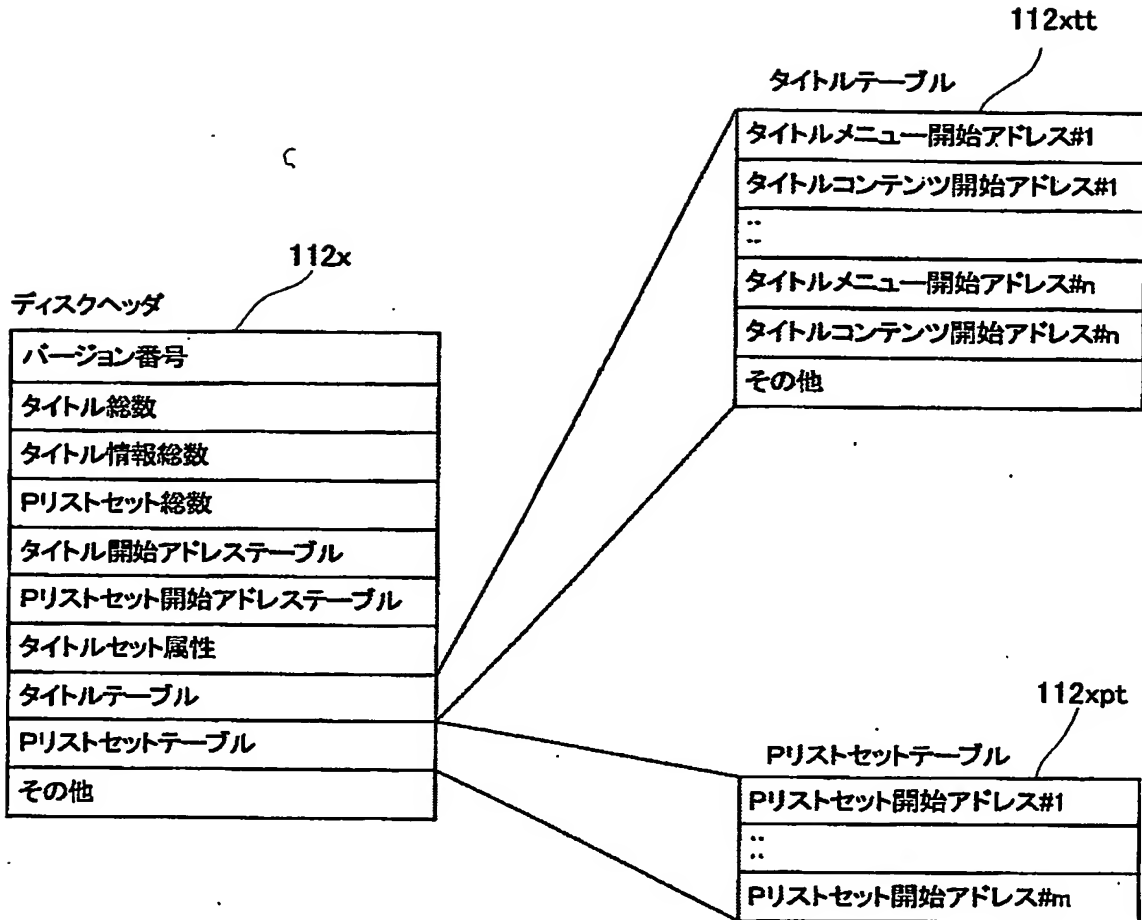 112xtt
タイトルテーブル
タイトルメニュー開始アドレス#1
タイトルコンテンツ開始アドレス#1
::
タイトルメニュー開始アドレス#n
タイトルコンテンツ開始アドレス#n
その他
112x
ディスクヘッダ
バージョン番号
タイトル総数
タイトル情報総数
Pリストセット総数
タイトル開始アドレステーブル
Pリストセット開始アドレステーブル
タイトルセット属性
タイトルテーブル
Pリストセットテーブル
その他
112xpt
Pリストセットテーブル
Pリストセット開始アドレス#1
::
Pリストセット開始アドレス#m